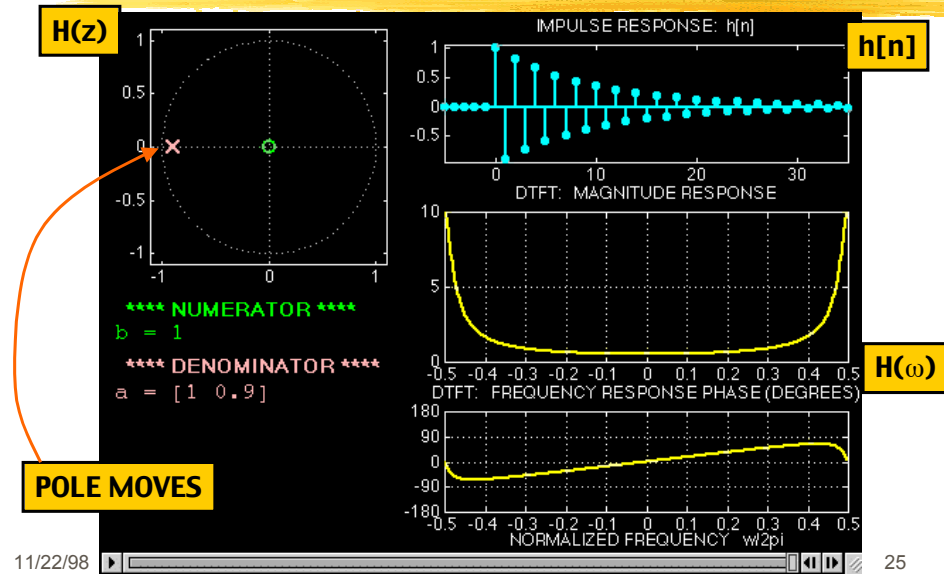 H(z)
1
0.5
0
-0.5
-1
-1 0 1
**** NUMERATOR ****
b = 1
**** DENOMINATOR ****
a = [1 0.9]
POLE MOVES
IMPULSE RESPONSE: h[n]
h[n]
1
0.5
0
-0.5
0 10 20 30
DTFT: MAGNITUDE RESPONSE
10
5
0
-0.5 -0.4 -0.3 -0.2 -0.1 0 0.1 0.2 0.3 0.4 0.5
H(ω)
DTFT: FREQUENCY RESPONSE PHASE (DEGREES)
180
90
0
-90
-180
-0.5 -0.4 -0.3 -0.2 -0.1 0 0.1 0.2 0.3 0.4 0.5
NORMALIZED FREQUENCY w/2pi
11/22/98
25